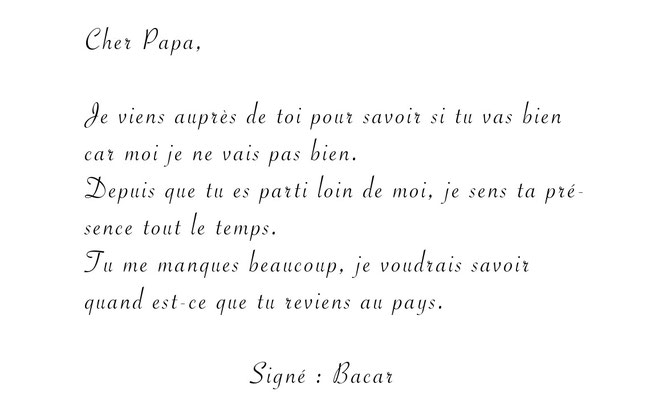 Cher Papa,
Je viens auprès de toi pour savoir si tu vas bien
car moi je ne vais pas bien.
Depuis que tu es parti loin de moi, je sens ta pré-
sence tout le temps.
Tu me manques beaucoup, je voudrais savoir
quand est-ce que tu reviens au pays.
Signé : Bacar